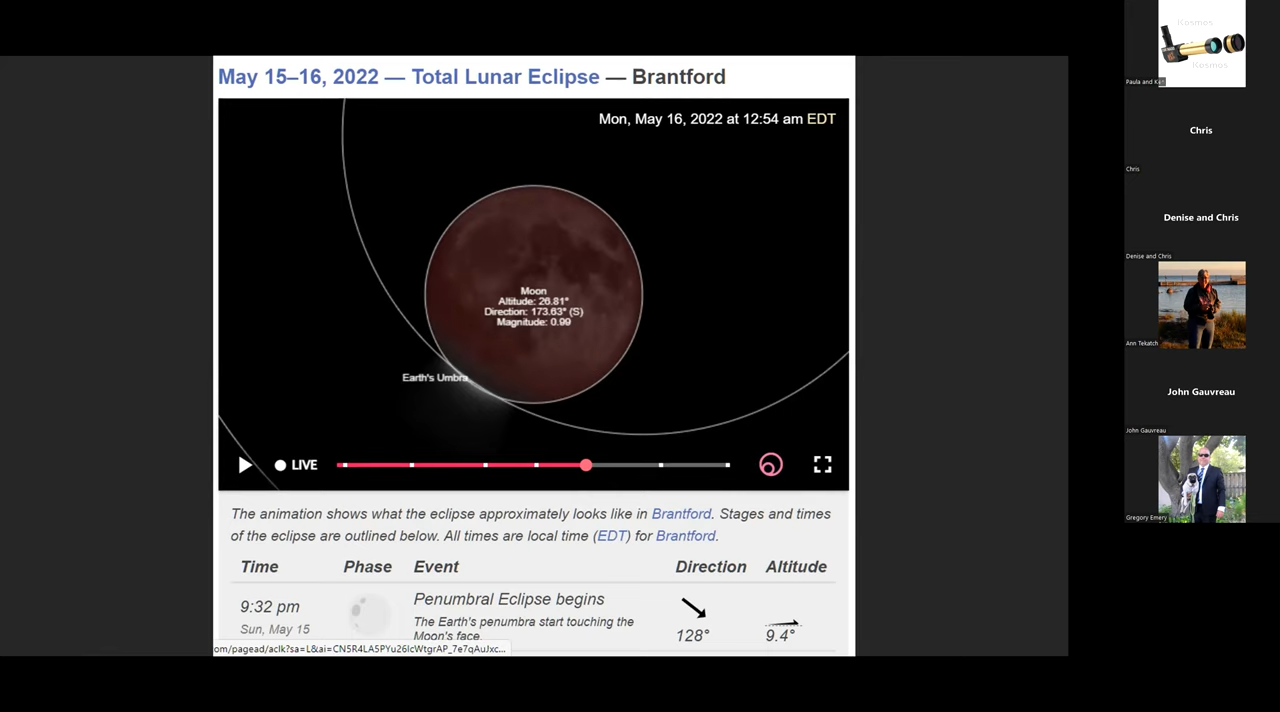 May 15–16, 2022 — Total Lunar Eclipse — Brantford
Mon, May 16, 2022 at 12:54 am EDT
Moon
Altitude: 26.81°
Direction: 173.63° (S)
Magnitude: 0.99
Earth's Umbra
LIVE
The animation shows what the eclipse approximately looks like in Brantford. Stages and times
of the eclipse are outlined below. All times are local time (EDT) for Brantford.
Time Phase Event Direction Altitude
9:32 pm
Sun, May 15
Penumbral Eclipse begins
The Earth's penumbra start touching the
Moon's face.
128°
9.4°
Kosmos
Kosmos
Paula and
Chris
Chris
Denise and Chris
Denise and Chris
Ann Tekatch
John Gauvreau
John Gauvreau
Gregory Emery